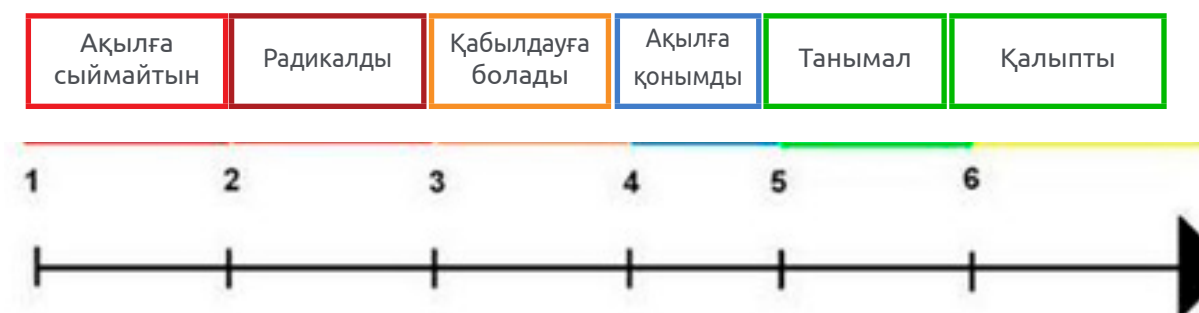 Ақылға
сыймайтын
Радикалды
Қабылдауға
болады
Ақылға
қонымды
Танымал
Қалыпты
1 2 3 4 5 6